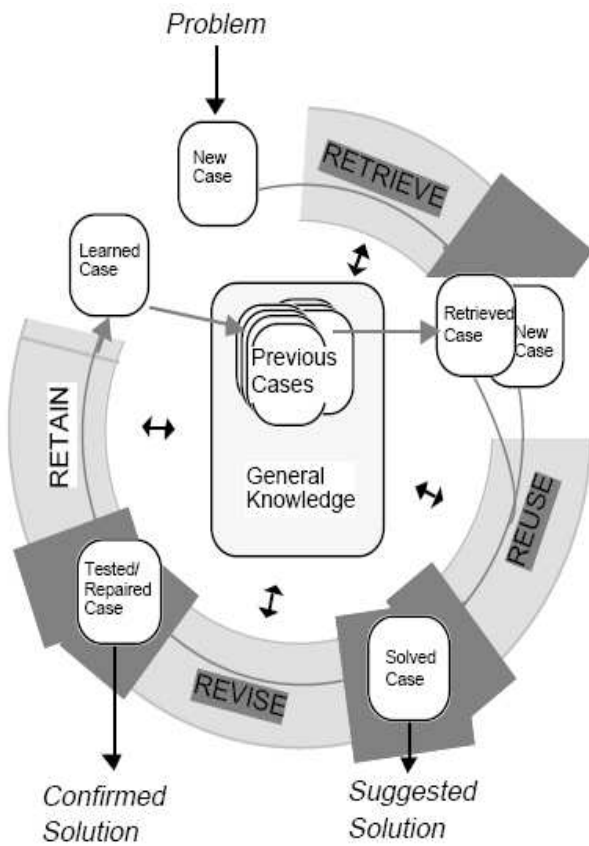 Problem
New
Case
RETRIEVE
Learned
Case
Retrieved
Case
New
Case
Previous
Cases
General
Knowledge
RETAIN
REUSE
Tested/
Repaired
Case
REVISE
Solved
Case
Confirmed
Solution
Suggested
Solution